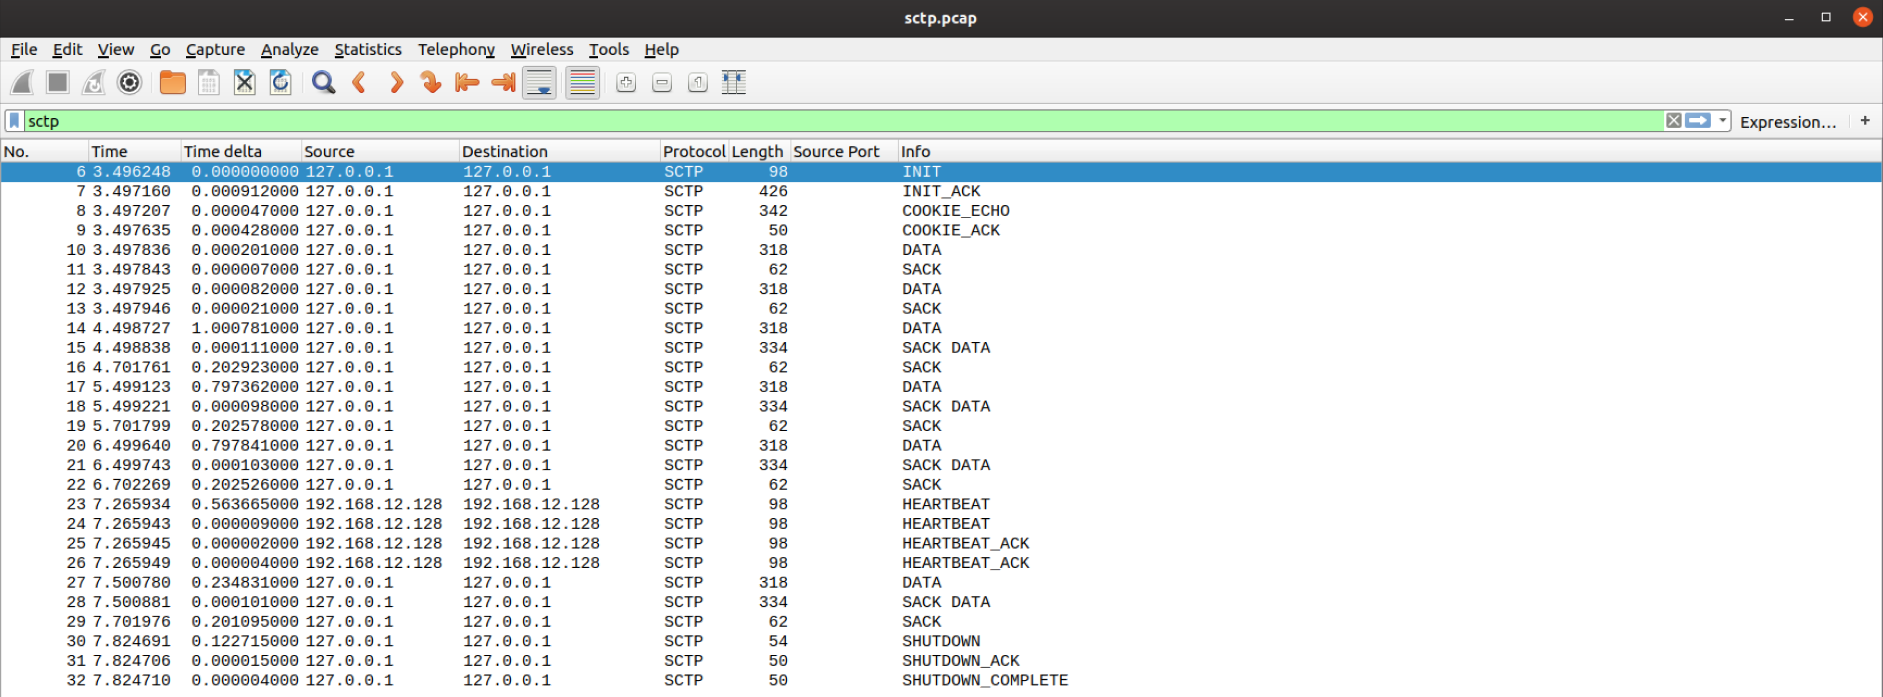 sctp.pcap
File Edit View Go Capture Analyze Statistics Telephony Wireless Tools Help
sctp Expression… +
No. Time Time delta Source Destination Protocol Length Source Port Info
6 3.496248 0.000000000 127.0.0.1 127.0.0.1 SCTP 98 INIT
7 3.497160 0.000912000 127.0.0.1 127.0.0.1 SCTP 426 INIT_ACK
8 3.497207 0.000047000 127.0.0.1 127.0.0.1 SCTP 342 COOKIE_ECHO
9 3.497635 0.000428000 127.0.0.1 127.0.0.1 SCTP 50 COOKIE_ACK
10 3.497836 0.000201000 127.0.0.1 127.0.0.1 SCTP 318 DATA
11 3.497843 0.000007000 127.0.0.1 127.0.0.1 SCTP 62 SACK
12 3.497925 0.000082000 127.0.0.1 127.0.0.1 SCTP 318 DATA
13 3.497946 0.000021000 127.0.0.1 127.0.0.1 SCTP 62 SACK
14 4.498727 1.000781000 127.0.0.1 127.0.0.1 SCTP 318 DATA
15 4.498838 0.000111000 127.0.0.1 127.0.0.1 SCTP 334 SACK DATA
16 4.701761 0.202923000 127.0.0.1 127.0.0.1 SCTP 62 SACK
17 5.499123 0.797362000 127.0.0.1 127.0.0.1 SCTP 318 DATA
18 5.499221 0.000098000 127.0.0.1 127.0.0.1 SCTP 334 SACK DATA
19 5.701799 0.202578000 127.0.0.1 127.0.0.1 SCTP 62 SACK
20 6.499640 0.797841000 127.0.0.1 127.0.0.1 SCTP 318 DATA
21 6.499743 0.000103000 127.0.0.1 127.0.0.1 SCTP 334 SACK DATA
22 6.702269 0.202526000 127.0.0.1 127.0.0.1 SCTP 62 SACK
23 7.265934 0.563665000 192.168.12.128 192.168.12.128 SCTP 98 HEARTBEAT
24 7.265943 0.000009000 192.168.12.128 192.168.12.128 SCTP 98 HEARTBEAT
25 7.265945 0.000002000 192.168.12.128 192.168.12.128 SCTP 98 HEARTBEAT_ACK
26 7.265949 0.000004000 192.168.12.128 192.168.12.128 SCTP 98 HEARTBEAT_ACK
27 7.500780 0.234831000 127.0.0.1 127.0.0.1 SCTP 318 DATA
28 7.500881 0.000101000 127.0.0.1 127.0.0.1 SCTP 334 SACK DATA
29 7.701976 0.201095000 127.0.0.1 127.0.0.1 SCTP 62 SACK
30 7.824691 0.122715000 127.0.0.1 127.0.0.1 SCTP 54 SHUTDOWN
31 7.824706 0.000015000 127.0.0.1 127.0.0.1 SCTP 50 SHUTDOWN_ACK
32 7.824710 0.000004000 127.0.0.1 127.0.0.1 SCTP 50 SHUTDOWN_COMPLETE